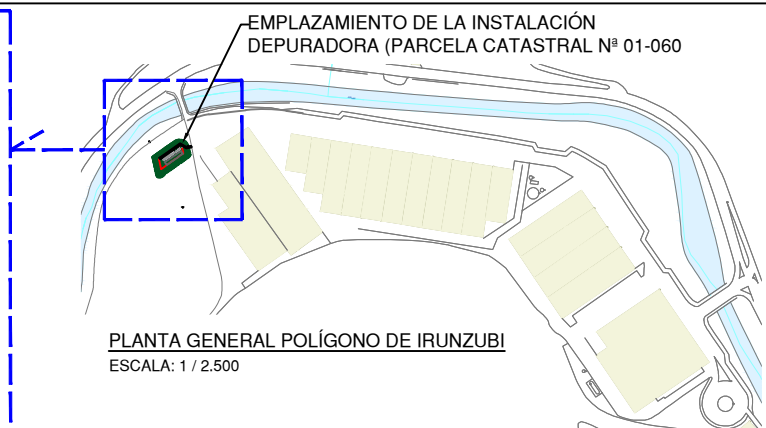 EMPLAZAMIENTO DE LA INSTALACIÓN
DEPURADORA (PARCELA CATASTRAL Nª 01-060
PLANTA GENERAL POLÍGONO DE IRUNZUBI
ESCALA: 1 / 2.500